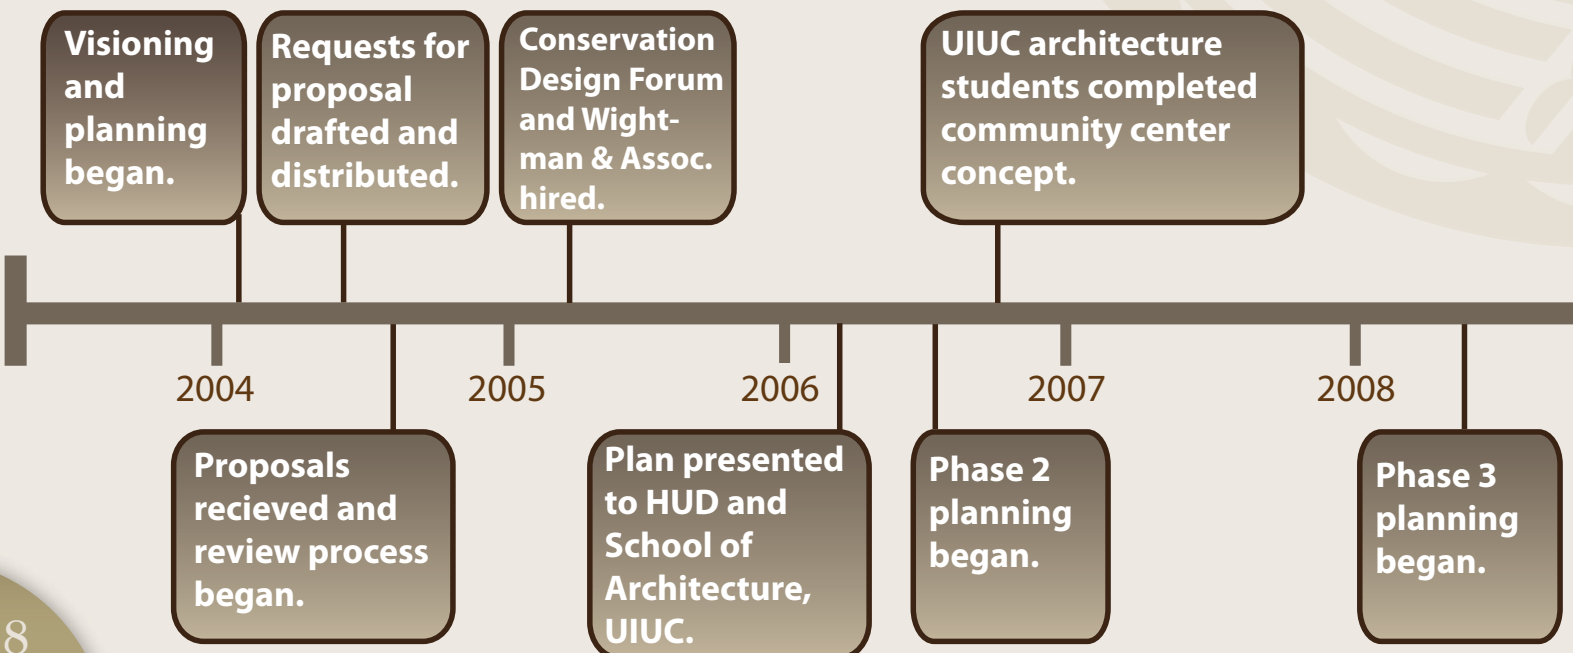 Visioning
and
planning
began.
Requests for
proposal
drafted and
distributed.
Conservation
Design Forum
and Wight-
man & Assoc.
hired.
UIUC architecture
students completed
community center
concept.
2004
2005
2006
2007
2008
Proposals
recieved and
review process
began.
Plan presented
to HUD and
School of
Architecture,
UIUC.
Phase 2
planning
began.
Phase 3
planning
began.
8